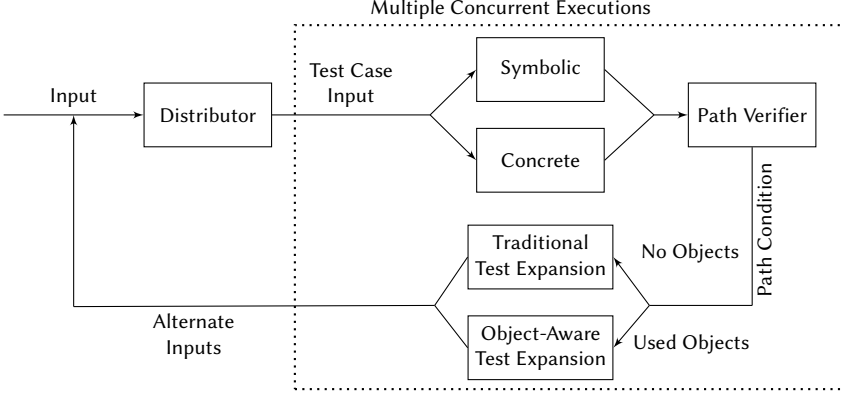 Multiple Concurrent Executions
Input
Distributor
Test Case
Input
Symbolic
Concrete
Path Verifier
Path Condition
No Objects
Used Objects
Traditional
Test Expansion
Object-Aware
Test Expansion
Alternate
Inputs